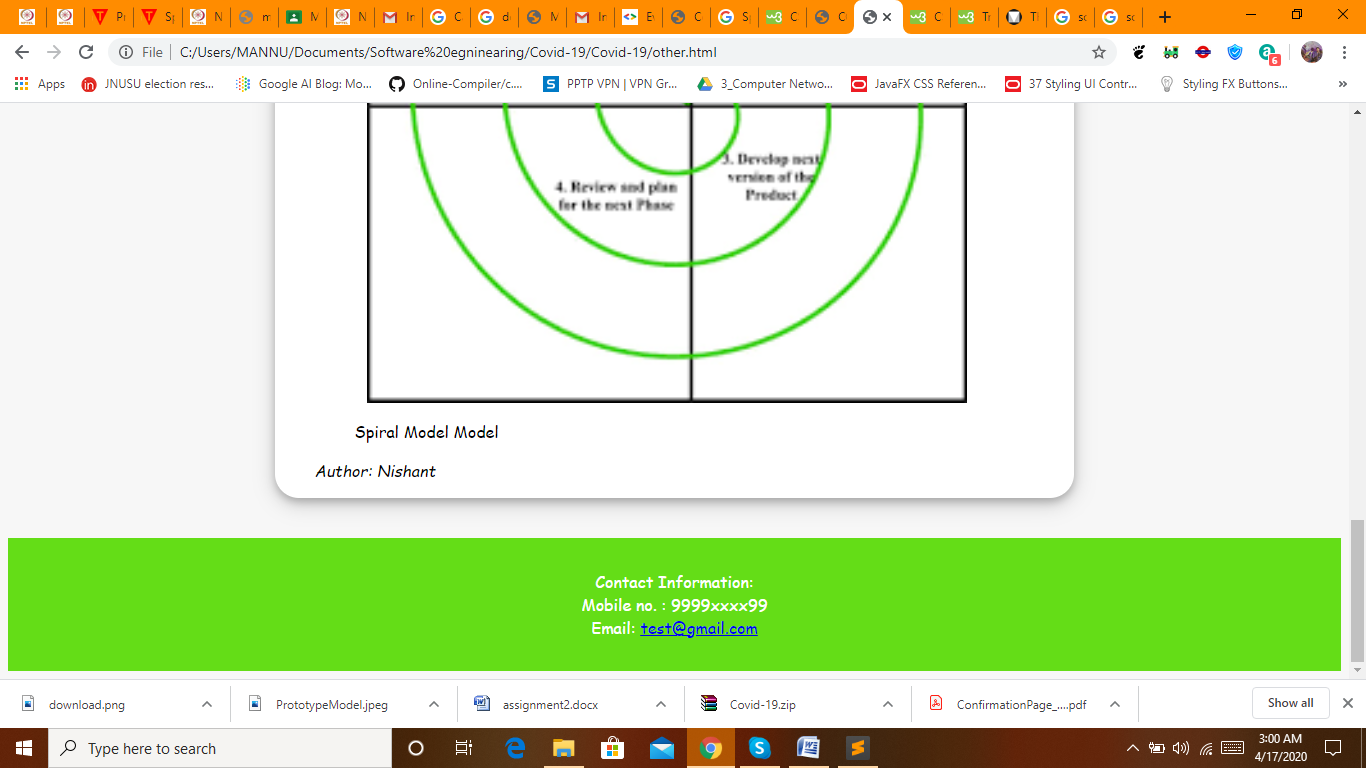 File
C:/Users/MANNU/Documents/Software%20egninearing/Covid-19/Covid-19/other.html
6
Apps
JNUSU election res...
Google AI Blog: Mo...
Online-Compiler/c....
PPTP VPN | VPN Gr...
3_Computer Netwo...
JavaFX CSS Referen...
37 Styling UI Contr...
Styling FX Buttons...
»
3. Develop next
version of the
Product
4. Review and plan
for the next Phase
Spiral Model Model
Author: Nishant
Contact Information:
Mobile no. : 9999xxxx99
Email: test@gmail.com
download.png
PrototypeModel.jpeg
assignment2.docx
Covid-19.zip
ConfirmationPage_....pdf
Show all
Type here to search
3:00 AM
4/17/2020